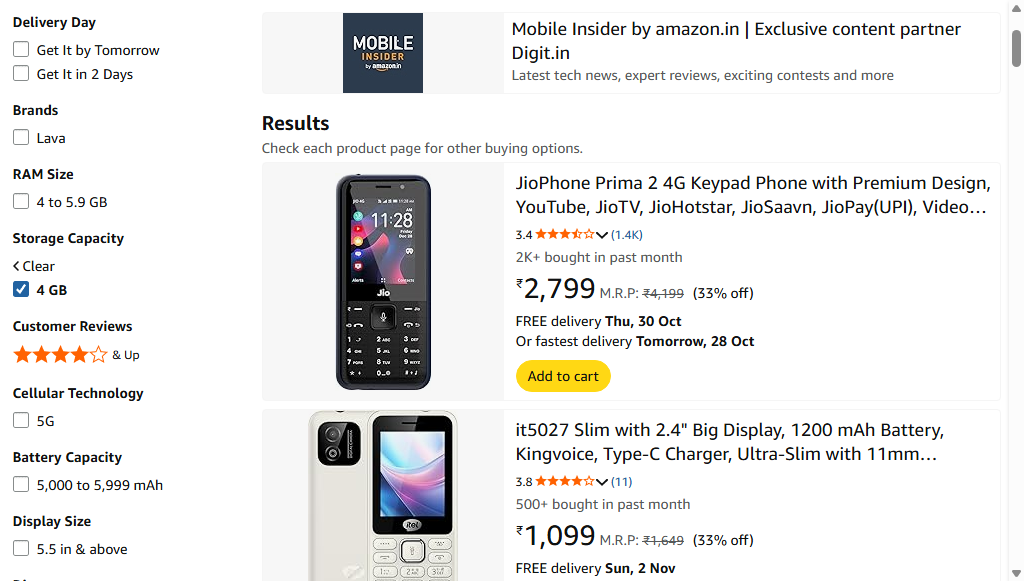 Delivery Day
Get It by Tomorrow
Get It in 2 Days
Brands
Lava
RAM Size
4 to 5.9 GB
Storage Capacity
Clear
4 GB
Customer Reviews
& Up
Cellular Technology
5G
Battery Capacity
5,000 to 5,999 mAh
Display Size
5.5 in & above
MOBILE
INSIDER
by amazon.in
Mobile Insider by amazon.in | Exclusive content partner
Digit.in
Latest tech news, expert reviews, exciting contests and more
Results
Check each product page for other buying options.
11:28
Jio
JioPhone Prima 2 4G Keypad Phone with Premium Design,
YouTube, JioTV, JioHotstar, JioSaavn, JioPay(UPI), Video…
3.4 (1.4K)
2K+ bought in past month
₹2,799 M.R.P: ₹4,199 (33% off)
FREE delivery Thu, 30 Oct
Or fastest delivery Tomorrow, 28 Oct
Add to cart
itel
it5027 Slim with 2.4" Big Display, 1200 mAh Battery,
Kingvoice, Type-C Charger, Ultra-Slim with 11mm…
3.8 (11)
500+ bought in past month
₹1,099 M.R.P: ₹1,649 (33% off)
FREE delivery Sun, 2 Nov